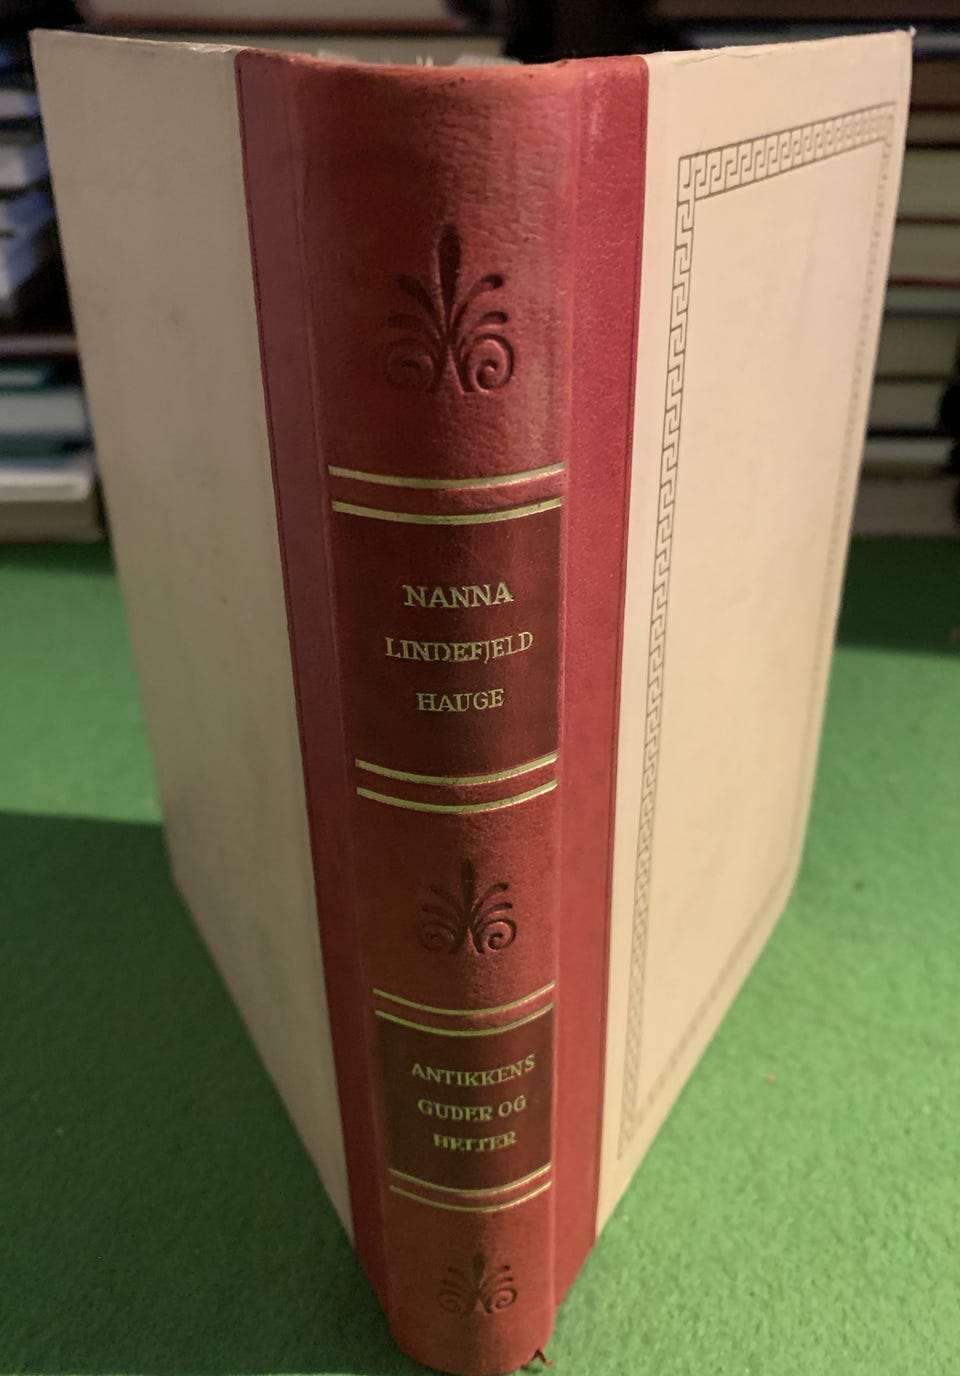 NANNA
LINDEFJELD
HAUGE
ANTIKKENS
GUDER OG
HELTER